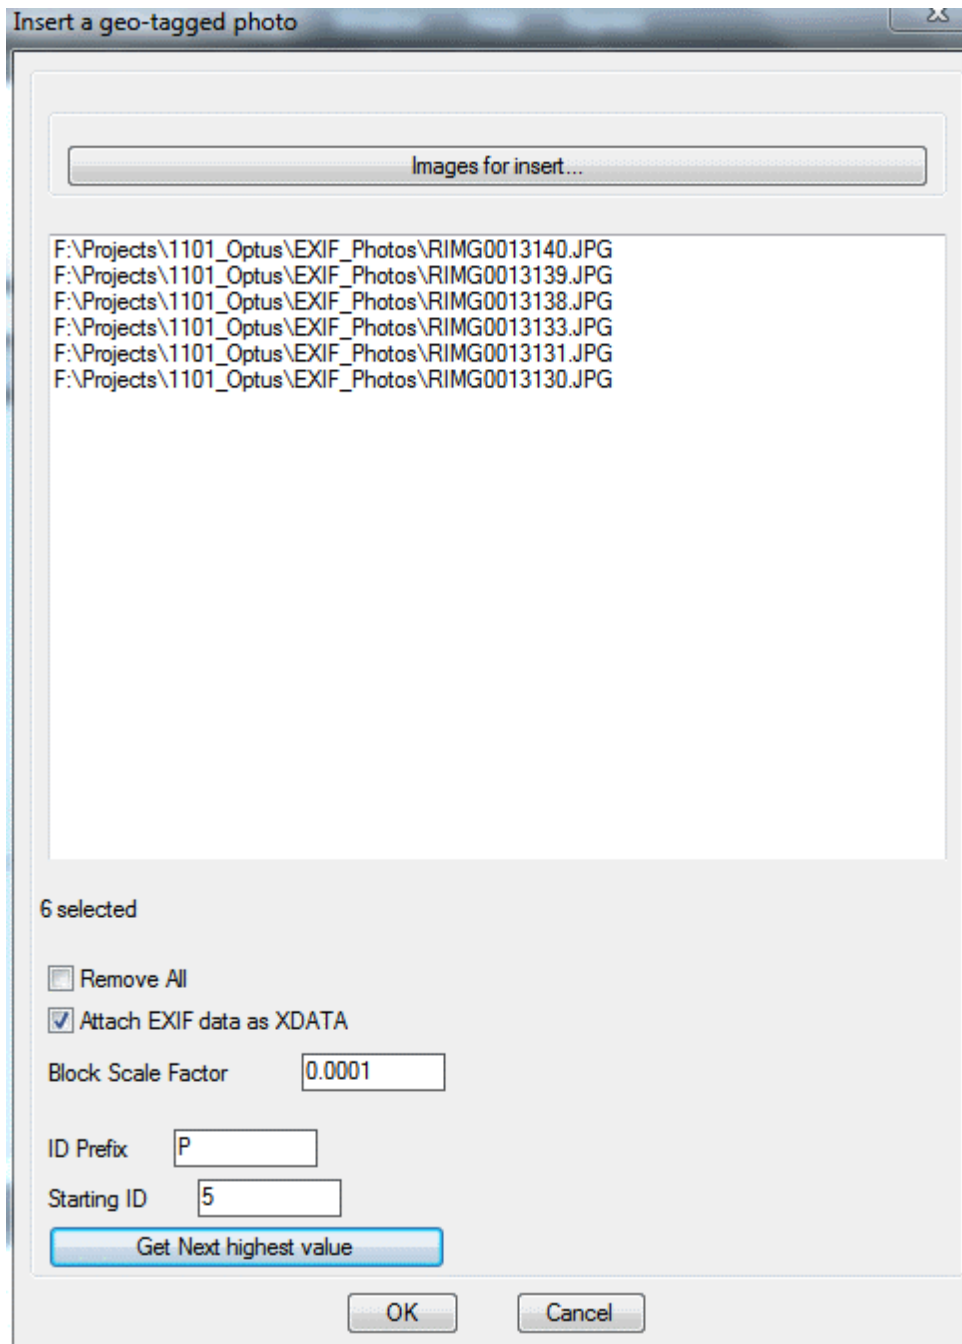 Insert a geo-tagged photo
Images for insert...
F:\Projects\1101_Optus\EXIF_Photos\RIMG0013140.JPG
F:\Projects\1101_Optus\EXIF_Photos\RIMG0013139.JPG
F:\Projects\1101_Optus\EXIF_Photos\RIMG0013138.JPG
F:\Projects\1101_Optus\EXIF_Photos\RIMG0013133.JPG
F:\Projects\1101_Optus\EXIF_Photos\RIMG0013131.JPG
F:\Projects\1101_Optus\EXIF_Photos\RIMG0013130.JPG
6 selected
Remove All
Attach EXIF data as XDATA
Block Scale Factor 0.0001
ID Prefix P
Starting ID 5
Get Next highest value
OK Cancel